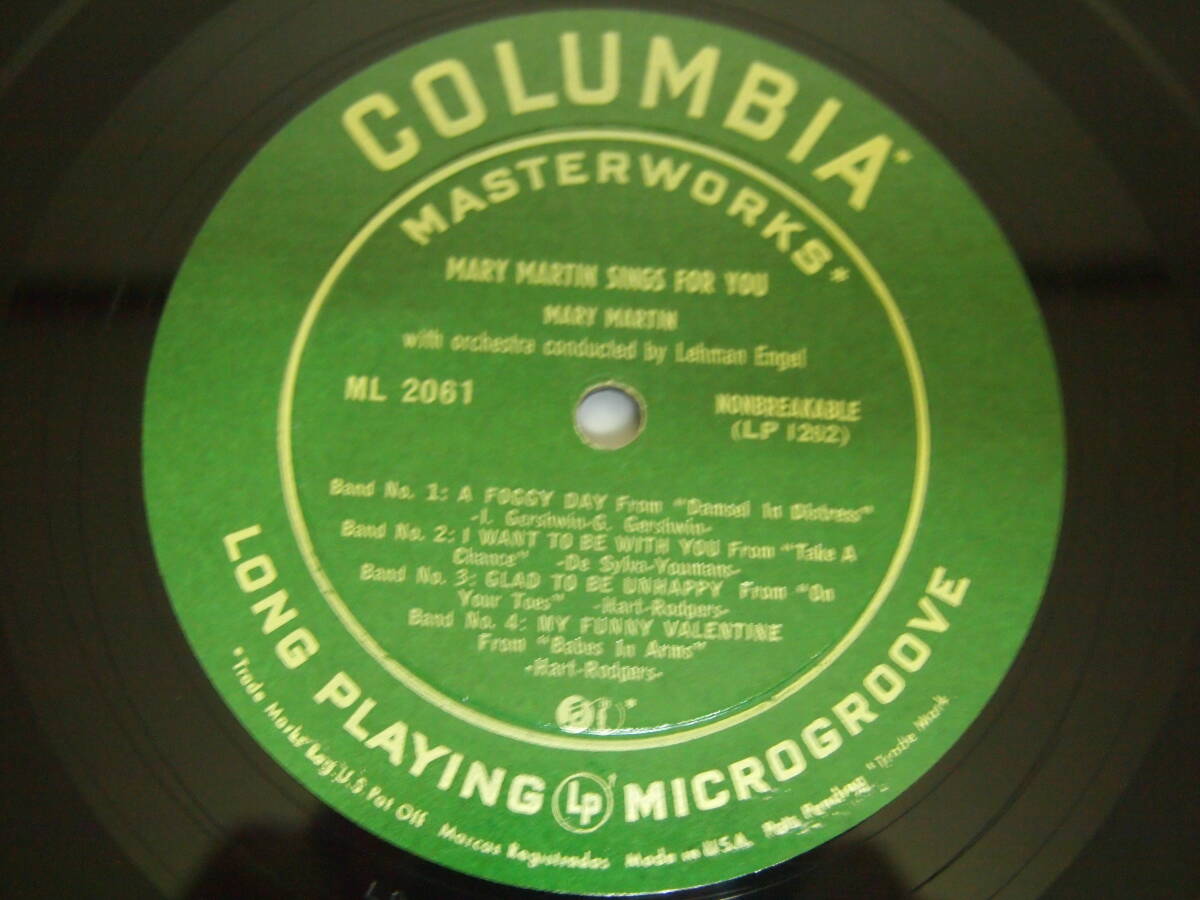 COLUMBIA*
MASTERWORKS*
MARY MARTIN SINGS FOR YOU
MARY MARTIN
with orchestra conducted by Lehman Engel
ML 2061
NONBREAKABLE
(LP 1282)
Band No. 1: A FOGGY DAY From "Damsel In Distress"
-I. Gershwin-G. Gershwin-
Band No. 2: I WANT TO BE WITH YOU From "Take A
Chance" -De Sylva-Youmans-
Band No. 3: GLAD TO BE UNHAPPY From "On
Your Toes" -Hart-Rodgers-
Band No. 4: MY FUNNY VALENTINE
From "Babes In Arms"
-Hart-Rodgers-
LONG PLAYING Lp MICROGROOVE
*Trade Marks Reg. U.S. Pat Off Marcas Registradas Made in U.S.A. Pats. Pending *Trade Mark